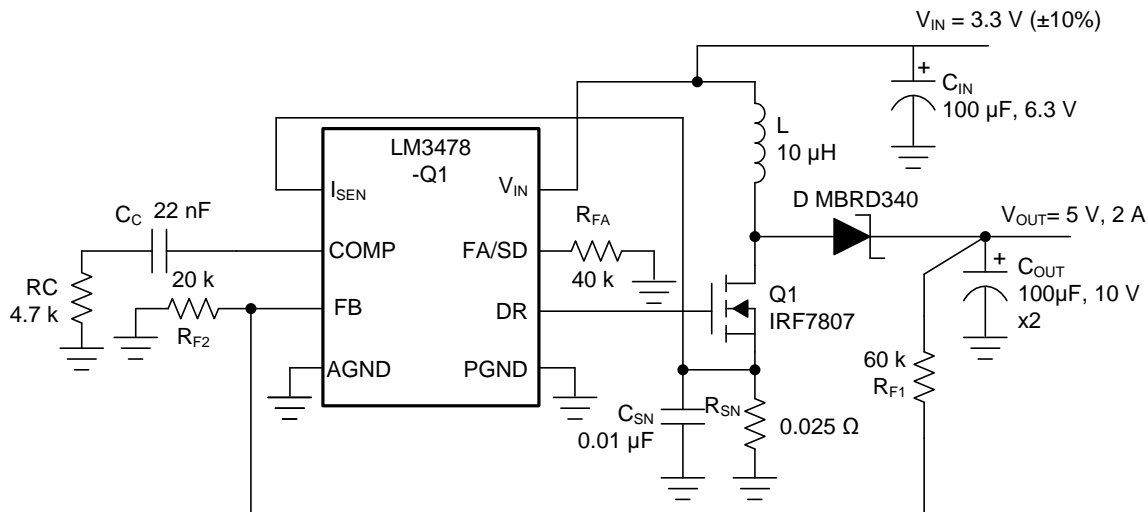 V_IN = 3.3 V (±10%)
+
C_IN
100 µF, 6.3 V
L
10 µH
LM3478
-Q1
I_SEN
V_IN
D MBRD340
V_OUT= 5 V, 2 A
C_C 22 nF
COMP
FA/SD
R_FA
40 k
+
C_OUT
100µF, 10 V
x2
RC
4.7 k
20 k
R_F2
FB
DR
Q1
IRF7807
AGND
PGND
60 k
R_F1
C_SN
0.01 µF
R_SN
0.025 Ω